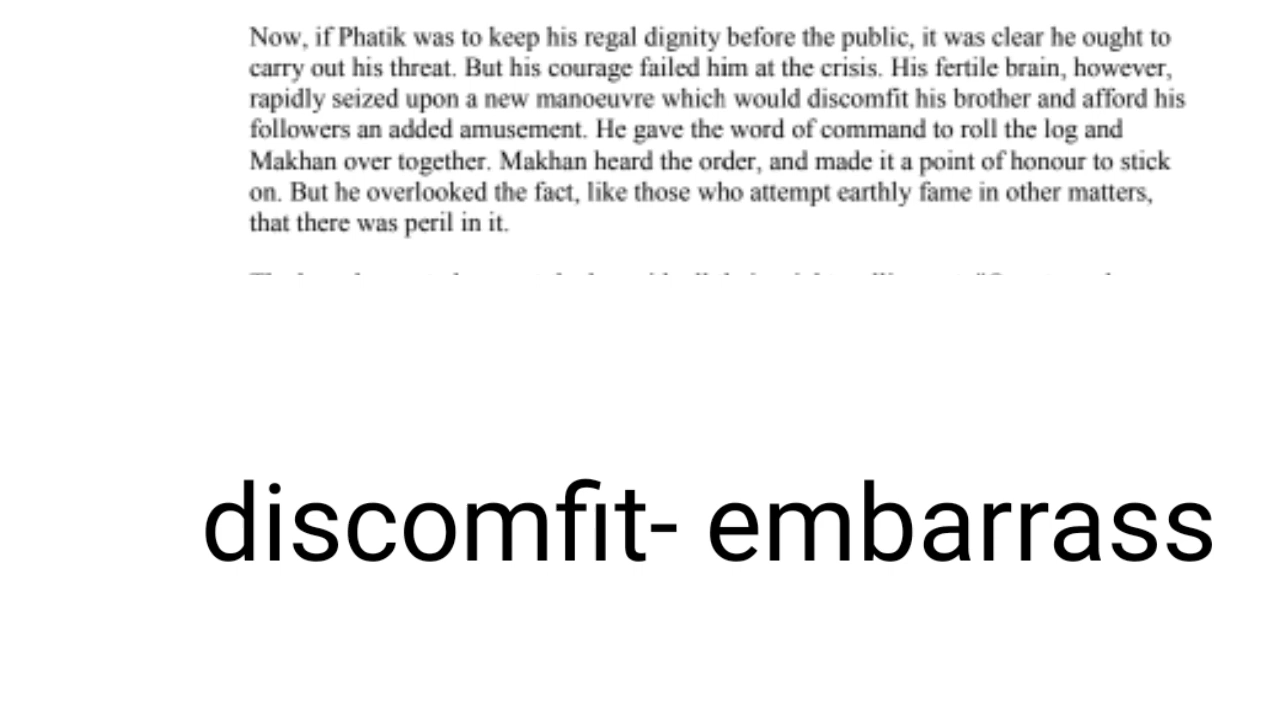 Now, if Phatik was to keep his regal dignity before the public, it was clear he ought to
carry out his threat. But his courage failed him at the crisis. His fertile brain, however,
rapidly seized upon a new manoeuvre which would discomfit his brother and afford his
followers an added amusement. He gave the word of command to roll the log and
Makhan over together. Makhan heard the order, and made it a point of honour to stick
on. But he overlooked the fact, like those who attempt earthly fame in other matters,
that there was peril in it.
discomfit- embarrass